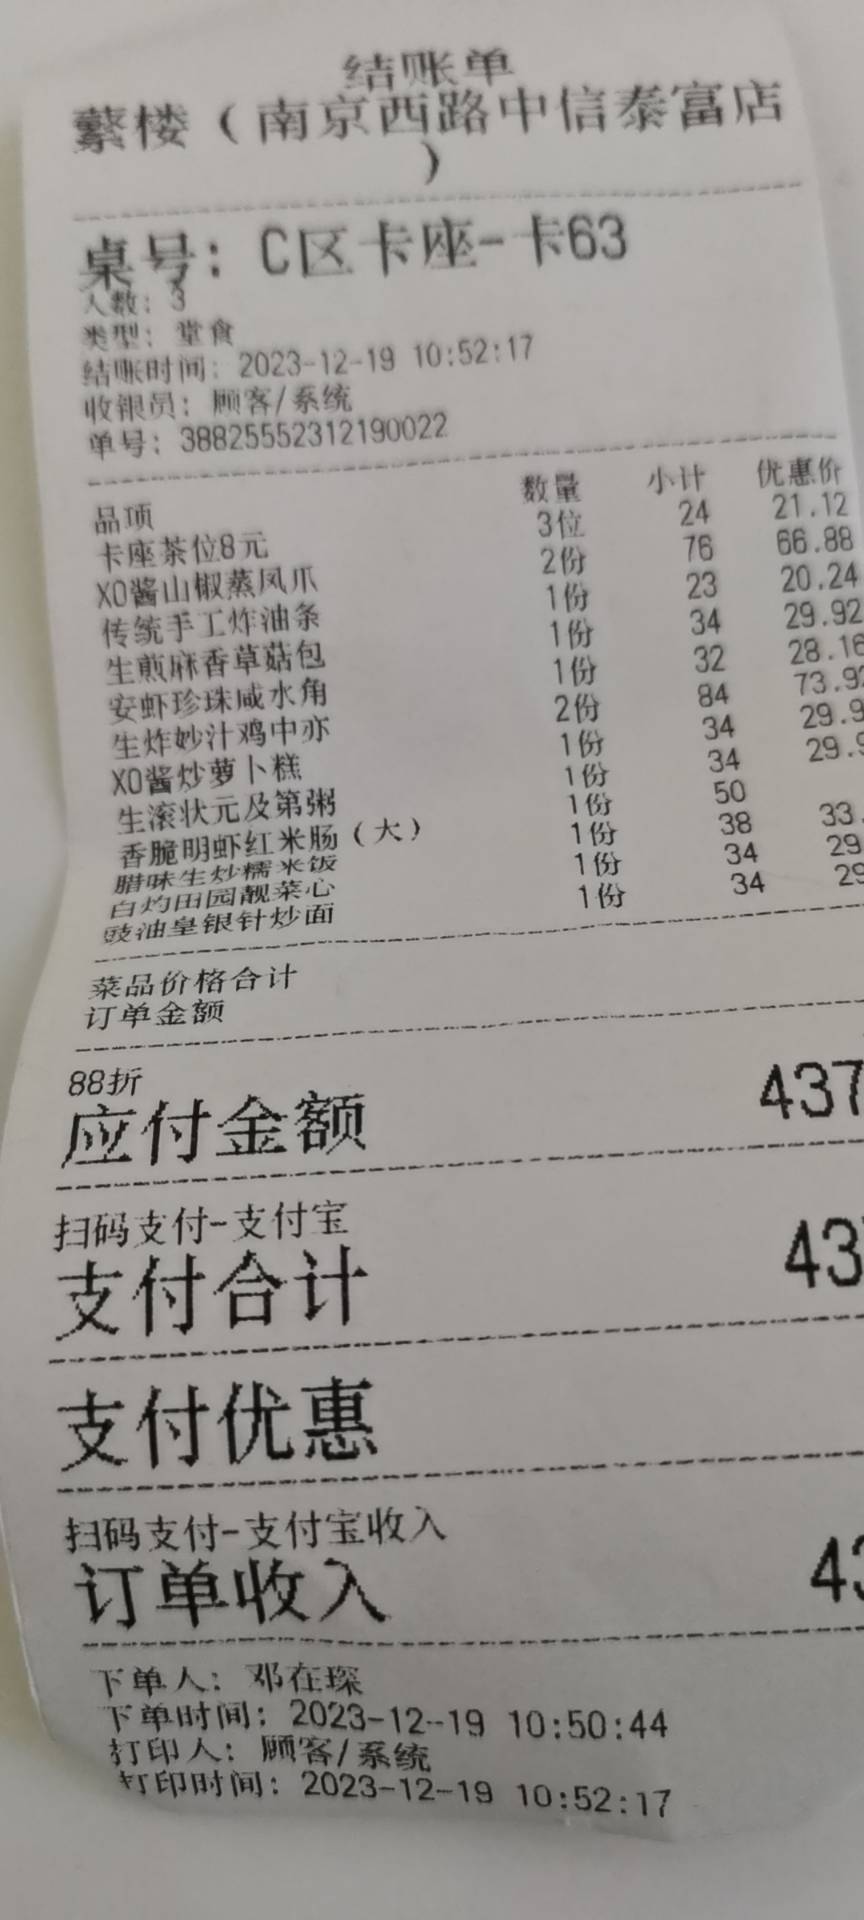 结账单
蘩楼（南京西路中信泰富店
）
桌号：C区卡座-卡63
人数：3
类型：堂食
结账时间：2023-12-19 10:52:17
收银员：顾客/系统
单号：38825552312190022
品项 数量 小计 优惠价
卡座茶位8元 3位 24 21.12
XO酱山椒蒸凤爪 2份 76 66.88
传统手工炸油条 1份 23 20.24
生煎麻香草菇包 1份 34 29.92
安虾珍珠咸水角 1份 32 28.16
生炸妙汁鸡中亦 2份 84 73.92
XO酱炒萝卜糕 1份 34 29.9
生滚状元及第粥 1份 34 29.9
香脆明虾红米肠（大） 1份 50
腊味生炒糯米饭 1份 38 33.
白灼田园靓菜心 1份 34 29
豉油皇银针炒面 1份 34 29
菜品价格合计
订单金额
88折
应付金额 437
扫码支付-支付宝
支付合计 43
支付优惠
扫码支付-支付宝收入
订单收入 43
下单人：邓在琛
下单时间：2023-12-19 10:50:44
打印人：顾客/系统
打印时间：2023-12-19 10:52:17